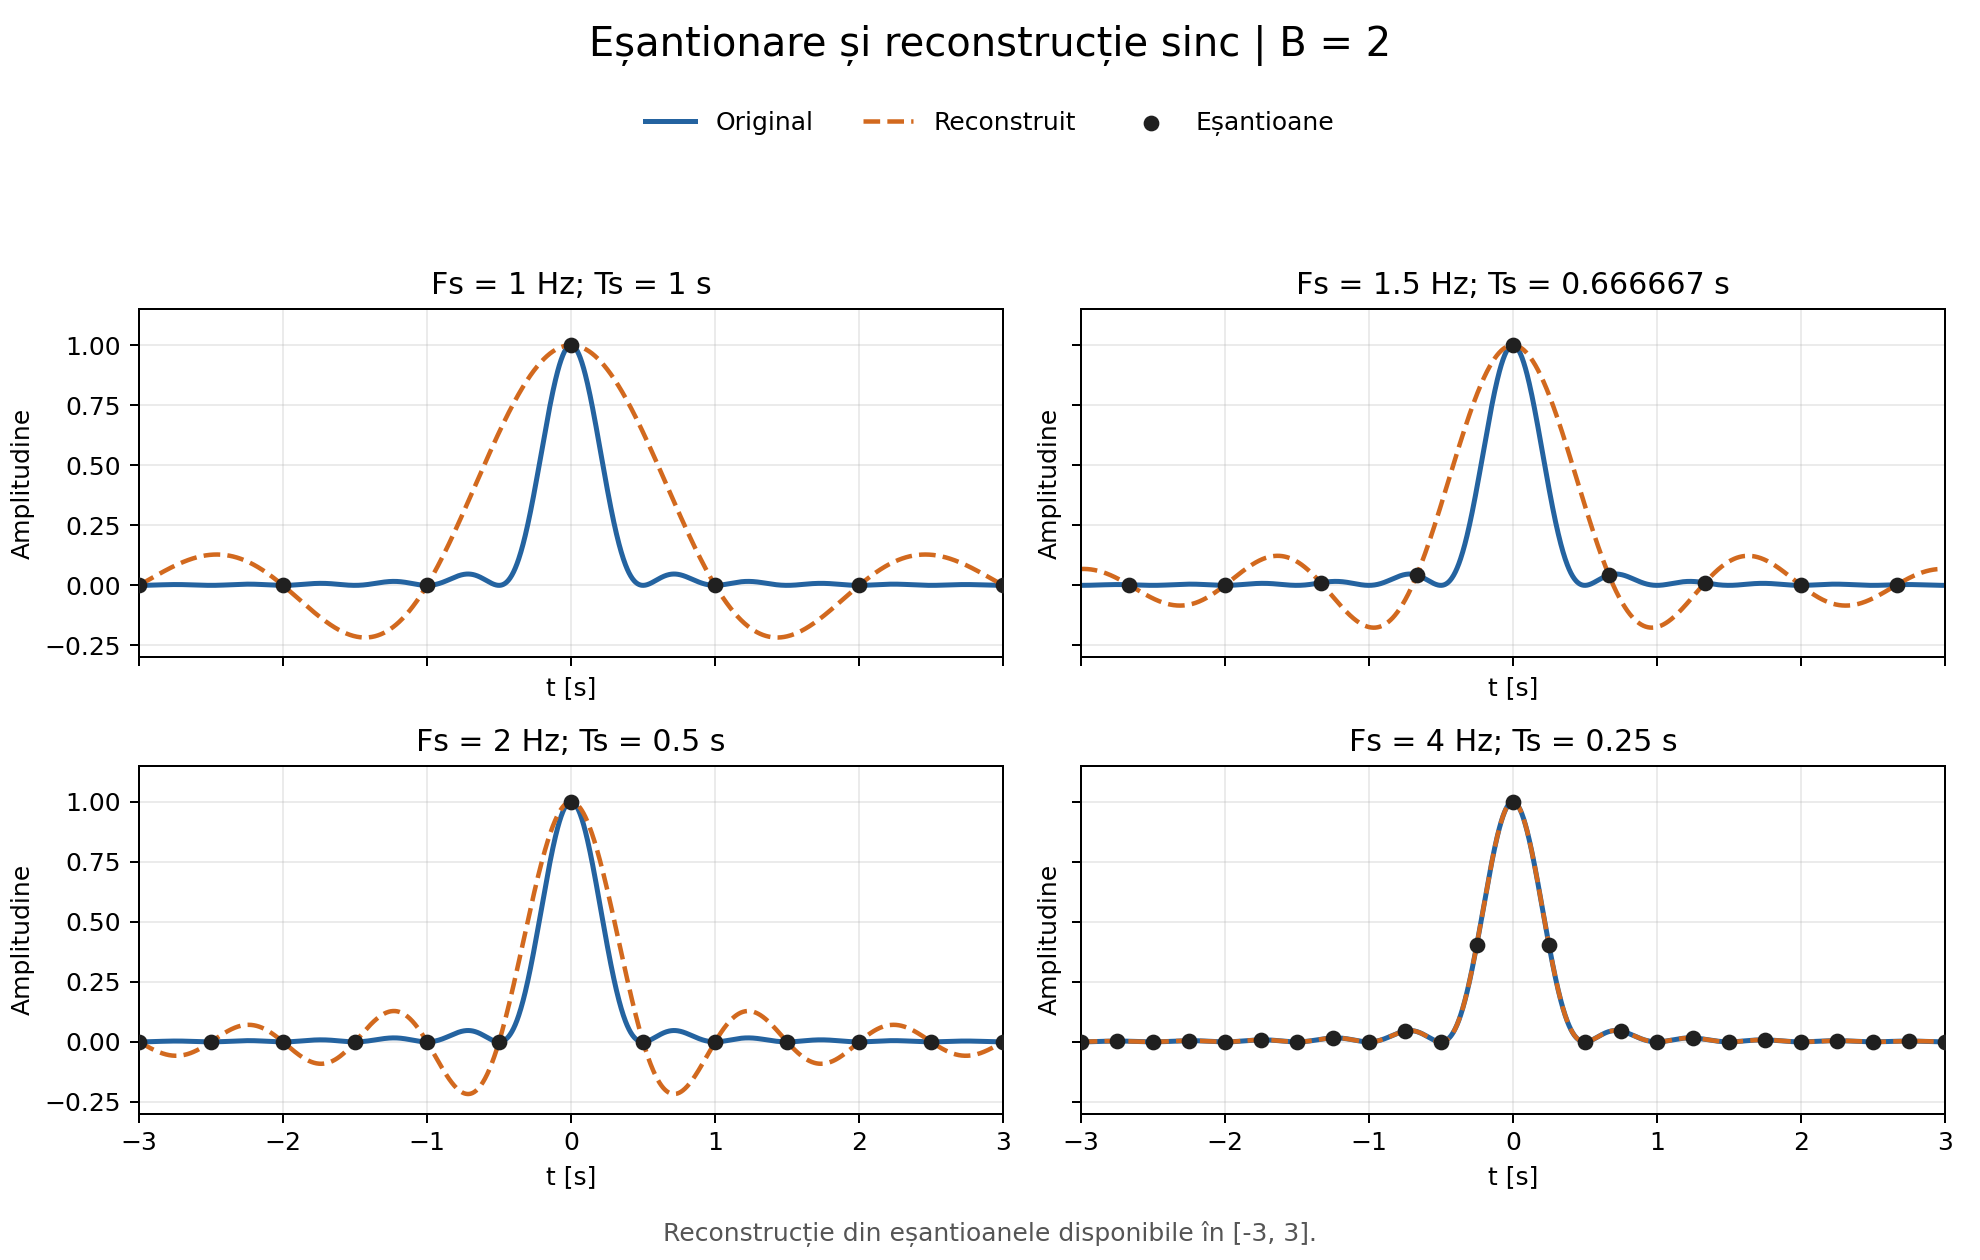 Eșantionare și reconstrucție sinc | B = 2
Original Reconstruit Eșantioane
Fs = 1 Hz; Ts = 1 s
Amplitudine
1.00
0.75
0.50
0.25
0.00
−0.25
t [s]
Fs = 1.5 Hz; Ts = 0.666667 s
Amplitudine
t [s]
Fs = 2 Hz; Ts = 0.5 s
Amplitudine
1.00
0.75
0.50
0.25
0.00
−0.25
−3 −2 −1 0 1 2 3
t [s]
Fs = 4 Hz; Ts = 0.25 s
Amplitudine
−3 −2 −1 0 1 2 3
t [s]
Reconstrucție din eșantioanele disponibile în [-3, 3].